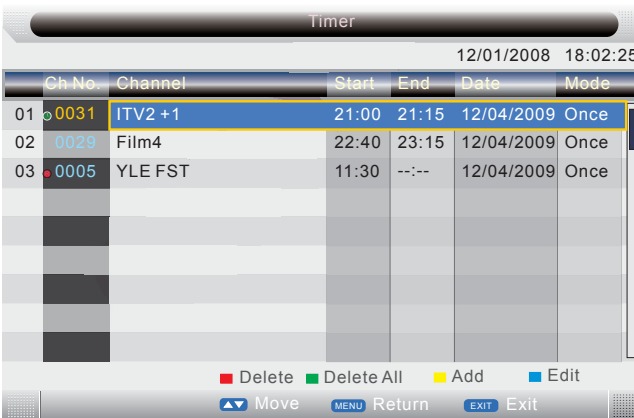 Timer
12/01/2008 18:02:25
Ch No. Channel Start End Date Mode
01 0031 ITV2 +1 21:00 21:15 12/04/2009 Once
02 0029 Film4 22:40 23:15 12/04/2009 Once
03 0005 YLE FST 11:30 --:-- 12/04/2009 Once
Delete Delete All Add Edit
Move MENU Return EXIT Exit